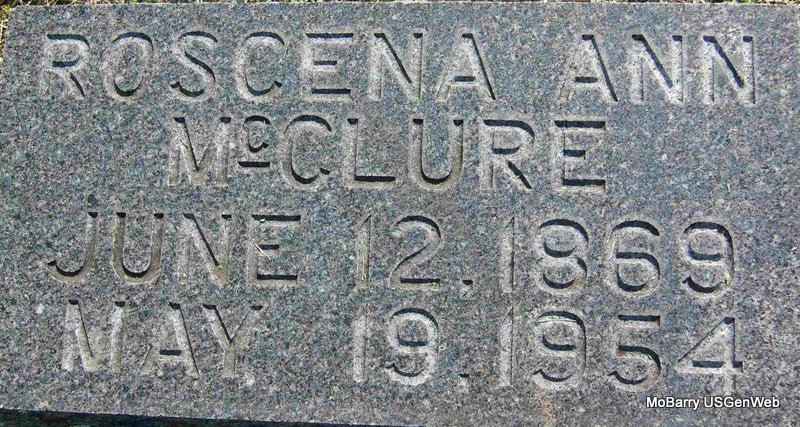 ROSCENA ANN
McCLURE
JUNE 12, 1869
MAY 19, 1954
MoBarry USGenWeb